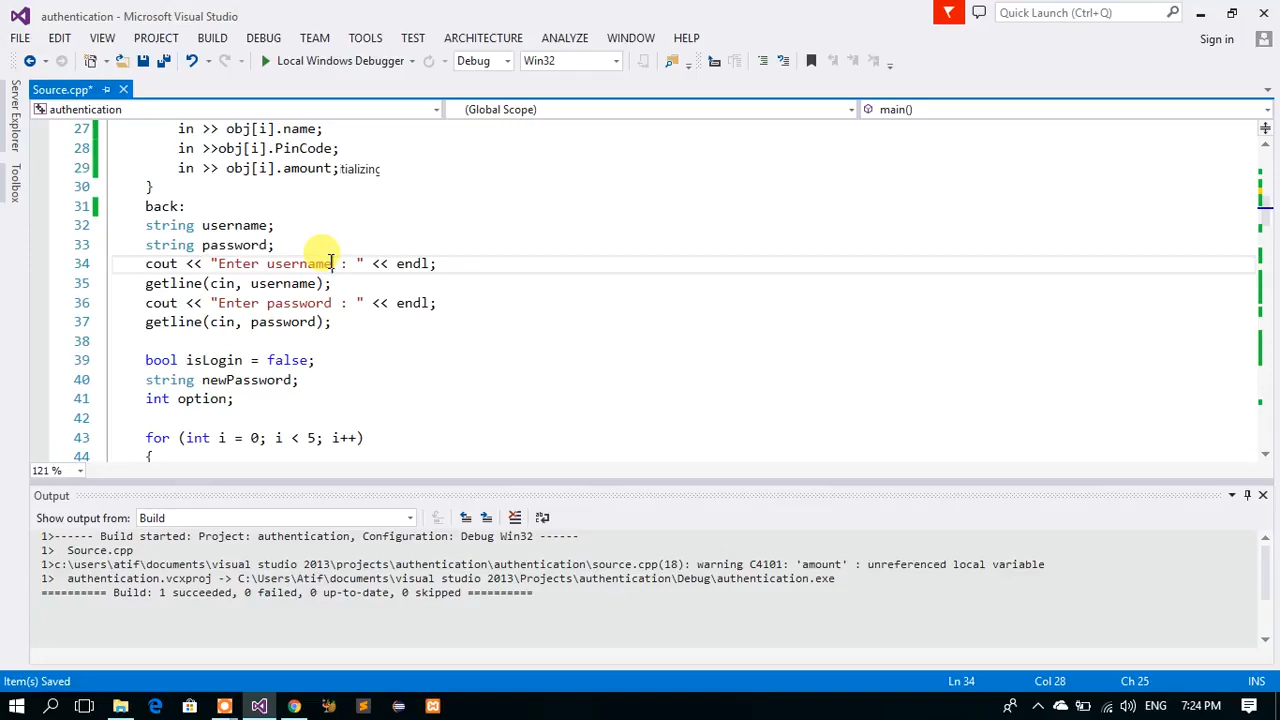 authentication - Microsoft Visual Studio
Quick Launch (Ctrl+Q)
FILE EDIT VIEW PROJECT BUILD DEBUG TEAM TOOLS TEST ARCHITECTURE ANALYZE WINDOW HELP
Sign in
Local Windows Debugger Debug Win32
Server Explorer
Toolbox
Source.cpp*
authentication (Global Scope) main()
27 in >> obj[i].name;
28 in >>obj[i].PinCode;
29 in >> obj[i].amount;tializing
30 }
31 back:
32 string username;
33 string password;
34 cout << "Enter username : " << endl;
35 getline(cin, username);
36 cout << "Enter password : " << endl;
37 getline(cin, password);
38
39 bool isLogin = false;
40 string newPassword;
41 int option;
42
43 for (int i = 0; i < 5; i++)
44 {
121 %
Output
Show output from: Build
1>------ Build started: Project: authentication, Configuration: Debug Win32 ------
1> Source.cpp
1>c:\users\atif\documents\visual studio 2013\projects\authentication\authentication\source.cpp(18): warning C4101: 'amount' : unreferenced local variable
1> authentication.vcxproj -> C:\Users\Atif\documents\visual studio 2013\Projects\authentication\Debug\authentication.exe
========== Build: 1 succeeded, 0 failed, 0 up-to-date, 0 skipped ==========
Item(s) Saved Ln 34 Col 28 Ch 25 INS
ENG 7:24 PM